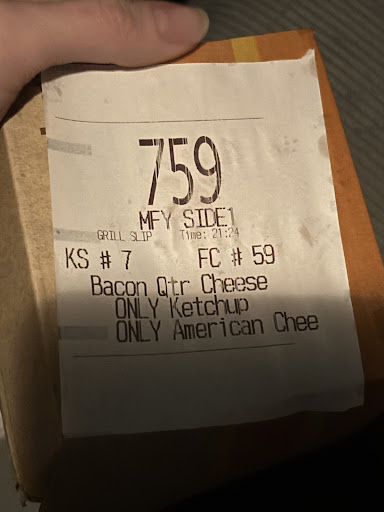 759
MFY SIDE1
GRILL SLIP Time: 21:24
KS # 7 FC # 59
Bacon Qtr Cheese
ONLY Ketchup
ONLY American Chee